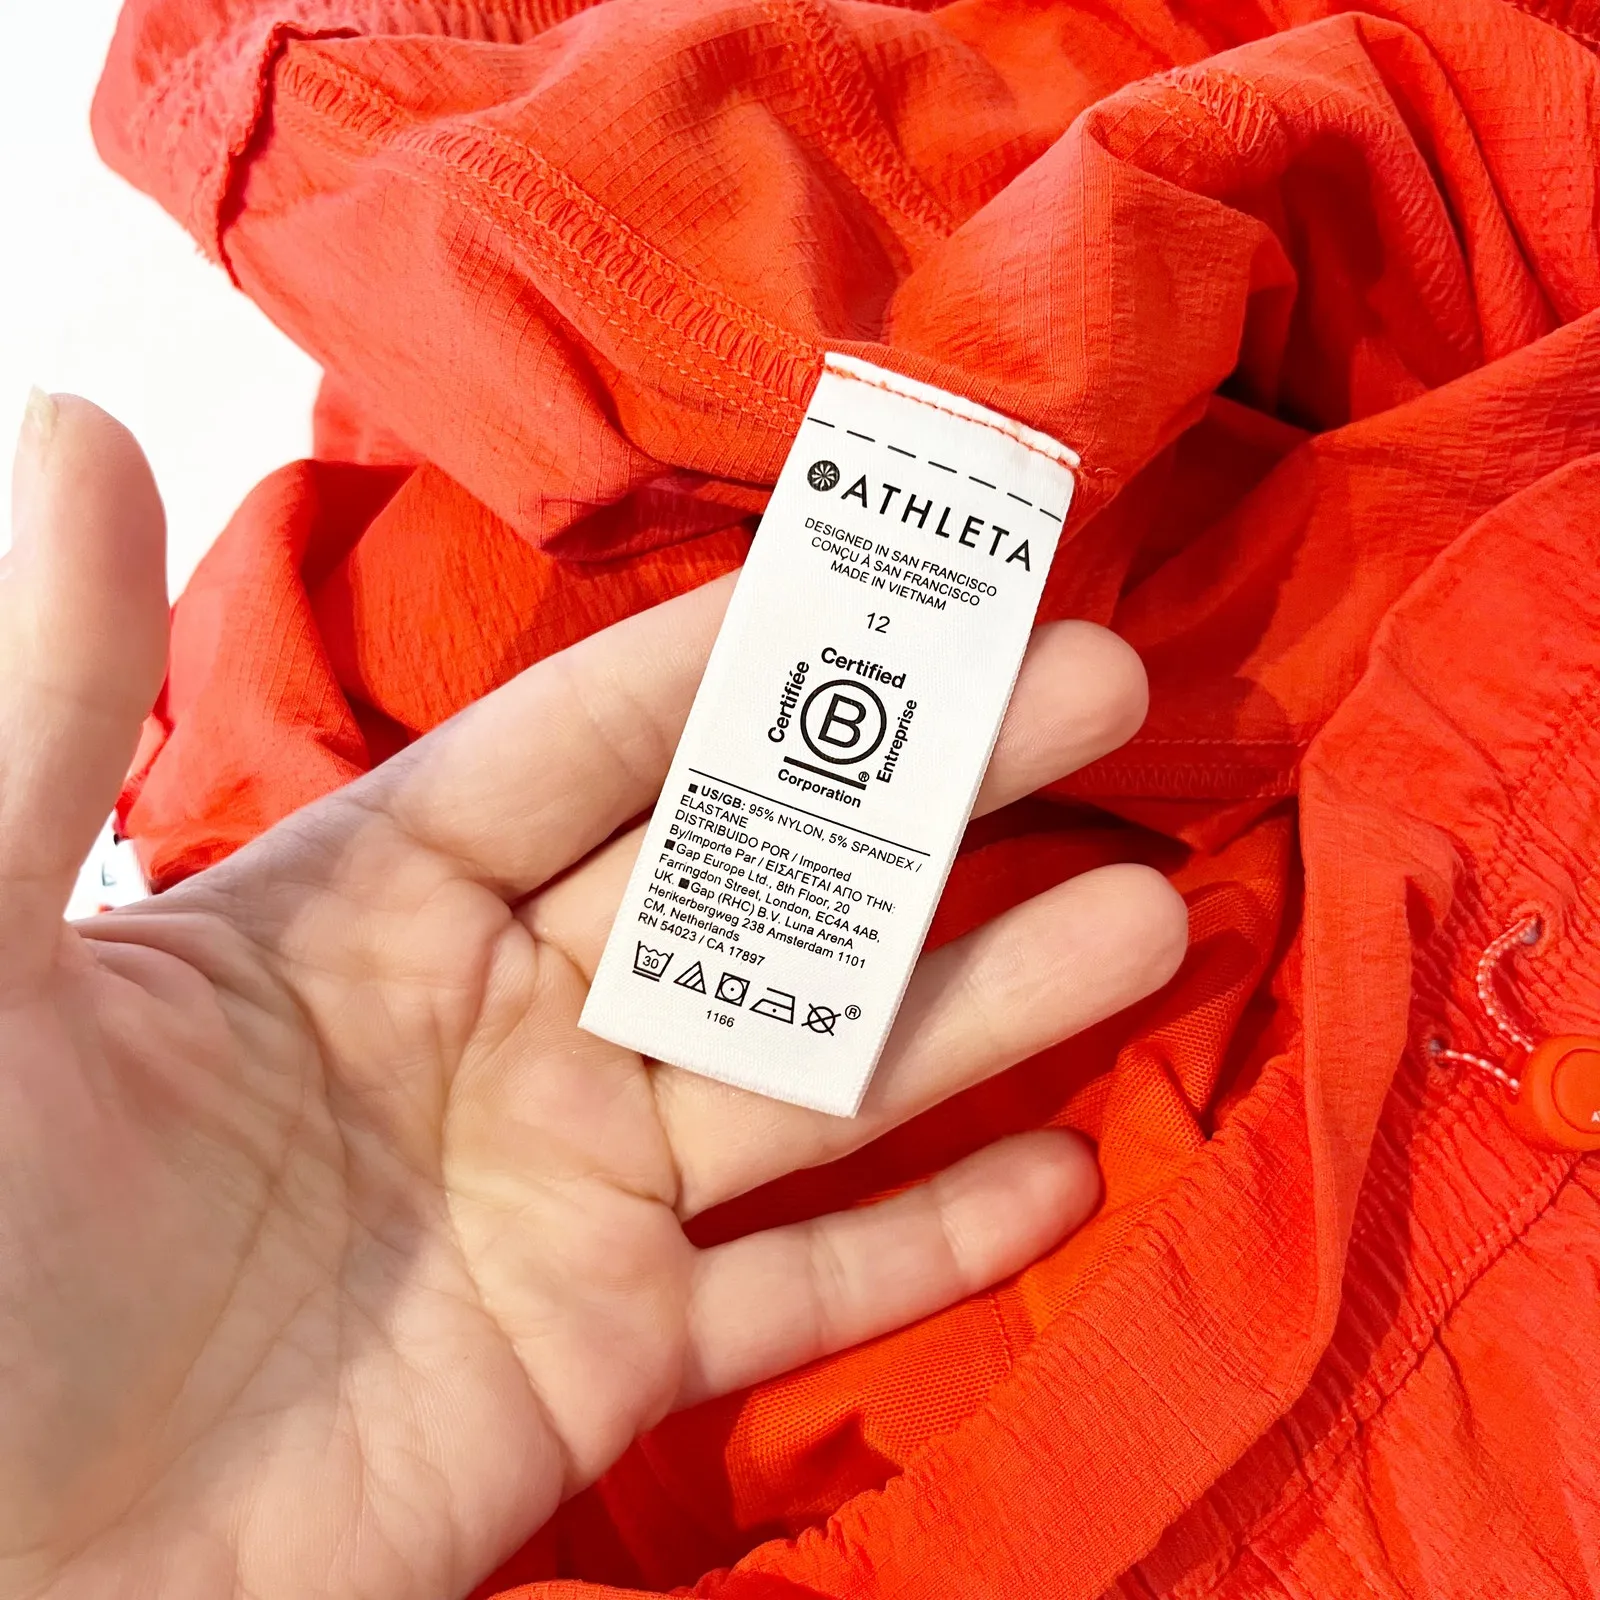 ATHLETA
DESIGNED IN SAN FRANCISCO
CONÇU À SAN FRANCISCO
MADE IN VIETNAM
12
Certified
Certifiée
B
Entreprise
®
Corporation
US/GB: 95% NYLON, 5% SPANDEX /
ELASTANE
DISTRIBUIDO POR / Imported
By/Importe Par / ΕΙΣΑΓΕΤΑΙ ΑΠΟ ΤΗΝ:
Gap Europe Ltd., 8th Floor, 20
Farringdon Street, London, EC4A 4AB,
UK. Gap (RHC) B.V. Luna ArenA
Herikerbergweg 238 Amsterdam 1101
CM, Netherlands
RN 54023 / CA 17897
30
®
1166